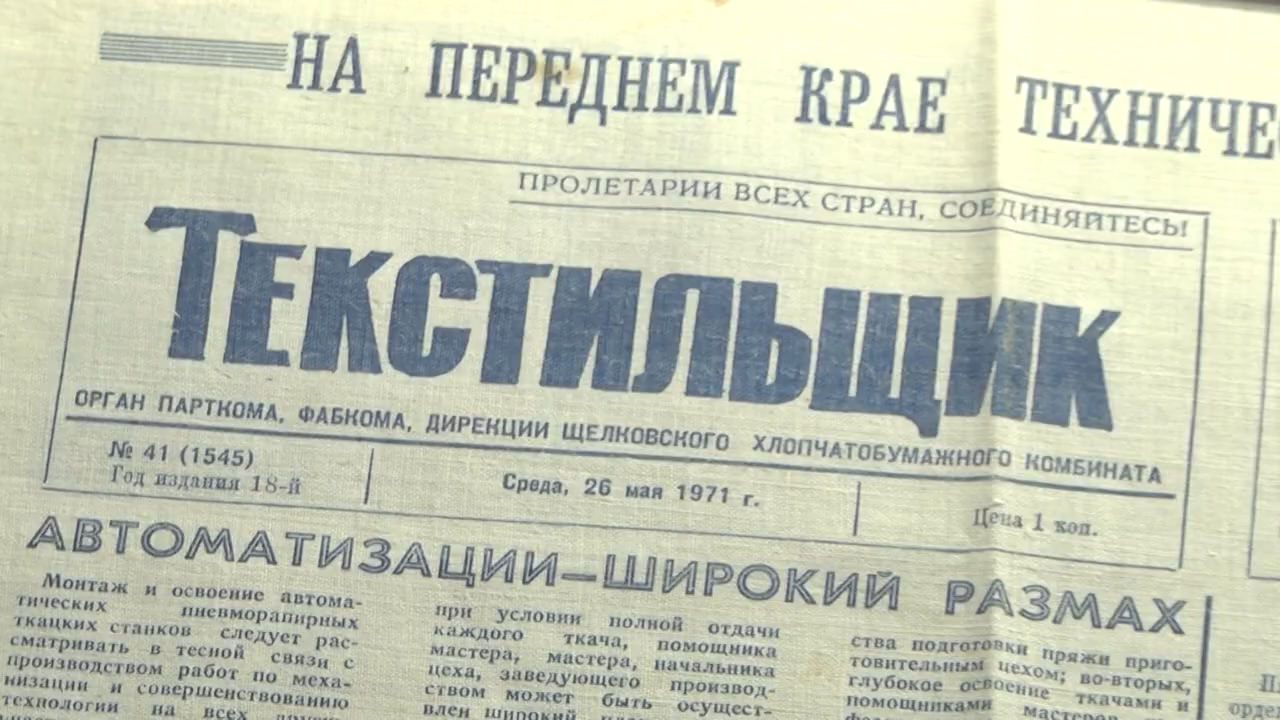 НА ПЕРЕДНЕМ КРАЕ
ПРОЛЕТАРИИ ВСЕХ СТРАН, СОЕДИНЯЙТЕСЬ!
ТЕКСТИЛЬЩИК
ОРГАН ПАРТКОМА, ФАБКОМА, ДИРЕКЦИИ ЩЕЛКОВСКОГО ХЛОПЧАТОБУМАЖНОГО КОМБИНАТА
№ 41 (1545)
Год издания 18-й
Среда, 26 мая 1971 г.
Цена 1 коп.
АВТОМАТИЗАЦИИ—ШИРОКИЙ РАЗМАХ
Монтаж и освоение автома-
тических пневморапирных
ткацких станков следует рас-
сматривать в тесной связи с
производством работ по меха-
низации и совершенствованию
технологии на всех
при условии полной отдачи
каждого ткача, помощника
мастера, мастера, начальника
цеха, заведующего производ-
ством может быть осущест-
влен широкий
ства подготовки пряжи приго-
товительным цехом; во-вторых,
глубокое освоение ткачами и
помощниками мастеров